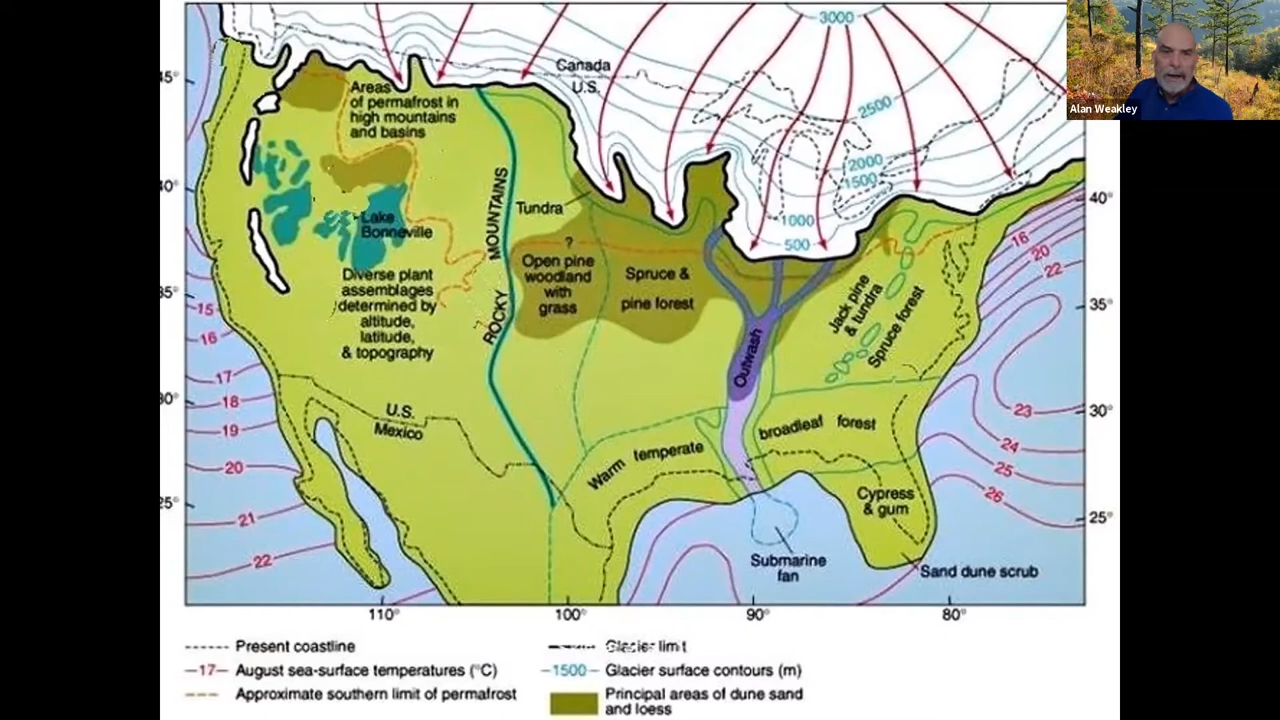 3000
Alan Weakley
Canada
U.S.
45°
Areas
of permafrost in
high mountains
and basins
2500
2000
1500
1000
500
40°
40°
Tundra
Lake
Bonneville
MOUNTAINS
ROCKY
?
Open pine
woodland
with
grass
Spruce &
pine forest
16
20
22
Diverse plant
assemblages
determined by
altitude,
latitude,
& topography
35°
35°
Jack pine
& tundra
Spruce forest
Outwash
15
16
17
18
19
20
21
22
30°
30°
23
24
25
26
U.S.
Mexico
Warm temperate
broadleaf forest
25°
25°
Cypress
& gum
Submarine
fan
Sand dune scrub
110°
100°
90°
80°
Present coastline
Glacier limit
17
August sea-surface temperatures (°C)
1500
Glacier surface contours (m)
Approximate southern limit of permafrost
Principal areas of dune sand
and loess